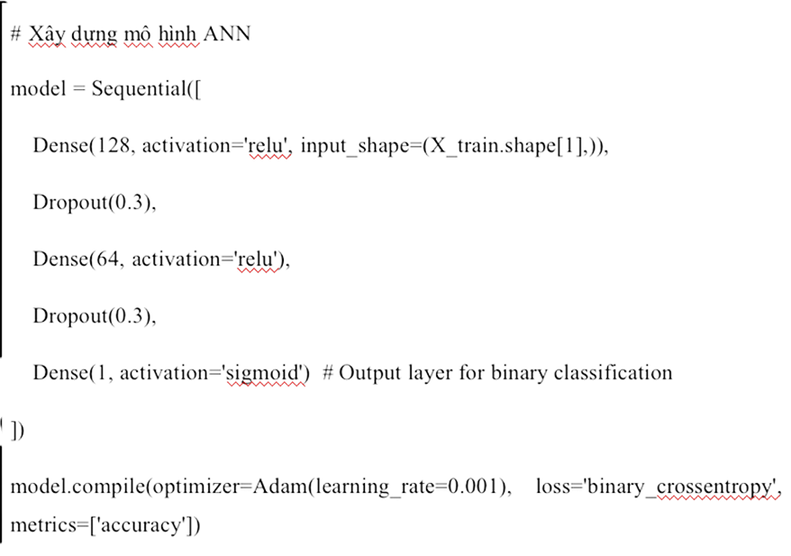 # Xây dựng mô hình ANN
model = Sequential([
Dense(128, activation='relu', input_shape=(X_train.shape[1],)),
Dropout(0.3),
Dense(64, activation='relu'),
Dropout(0.3),
Dense(1, activation='sigmoid')  # Output layer for binary classification
])
model.compile(optimizer=Adam(learning_rate=0.001),    loss='binary_crossentropy',
metrics=['accuracy'])